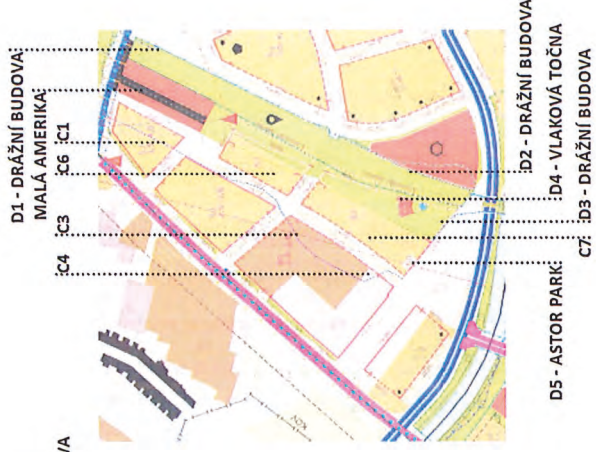 D1 - DRÁŽNÍ BUDOVA
MALÁ AMERIKA
C1
C6
C3
C4
VA
D2 - DRÁŽNÍ BUDOVA
D4 - VLAKOVÁ TOČNA
D3 - DRÁŽNÍ BUDOVA
C7
D5 - ASTOR PARK